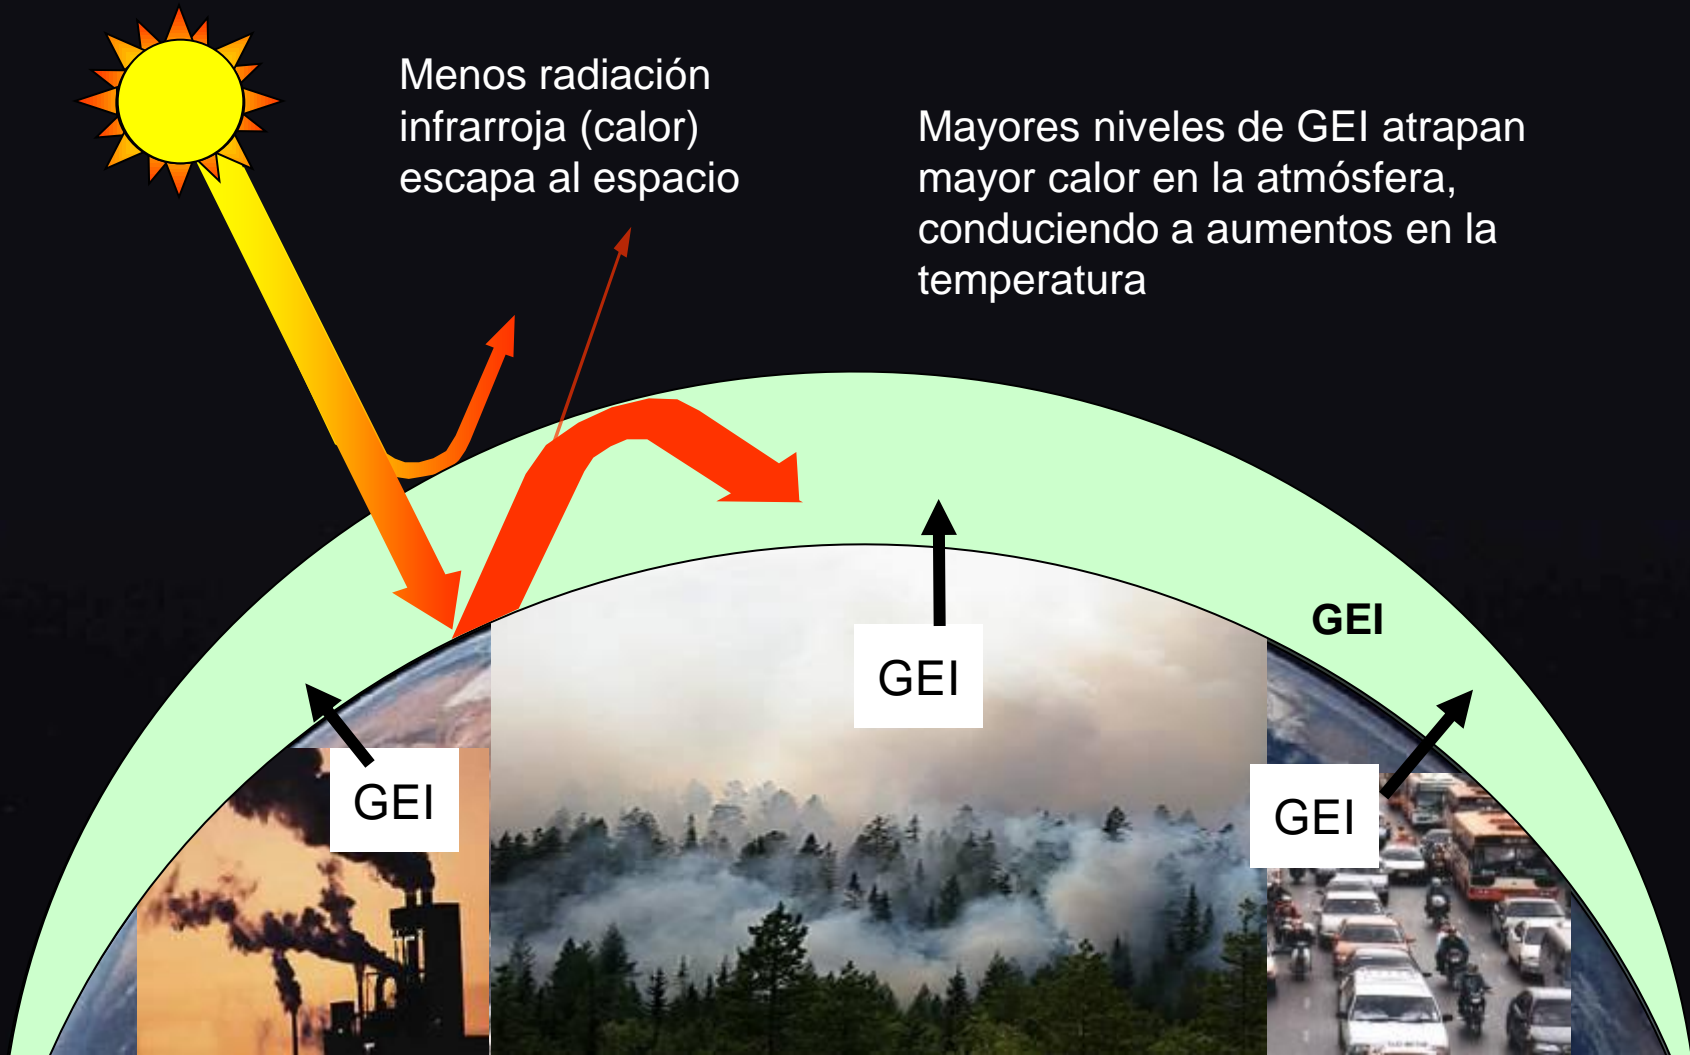 Menos radiación
infrarroja (calor)
escapa al espacio
Mayores niveles de GEI atrapan
mayor calor en la atmósfera,
conduciendo a aumentos en la
temperatura
GEI
GEI
GEI
GEI